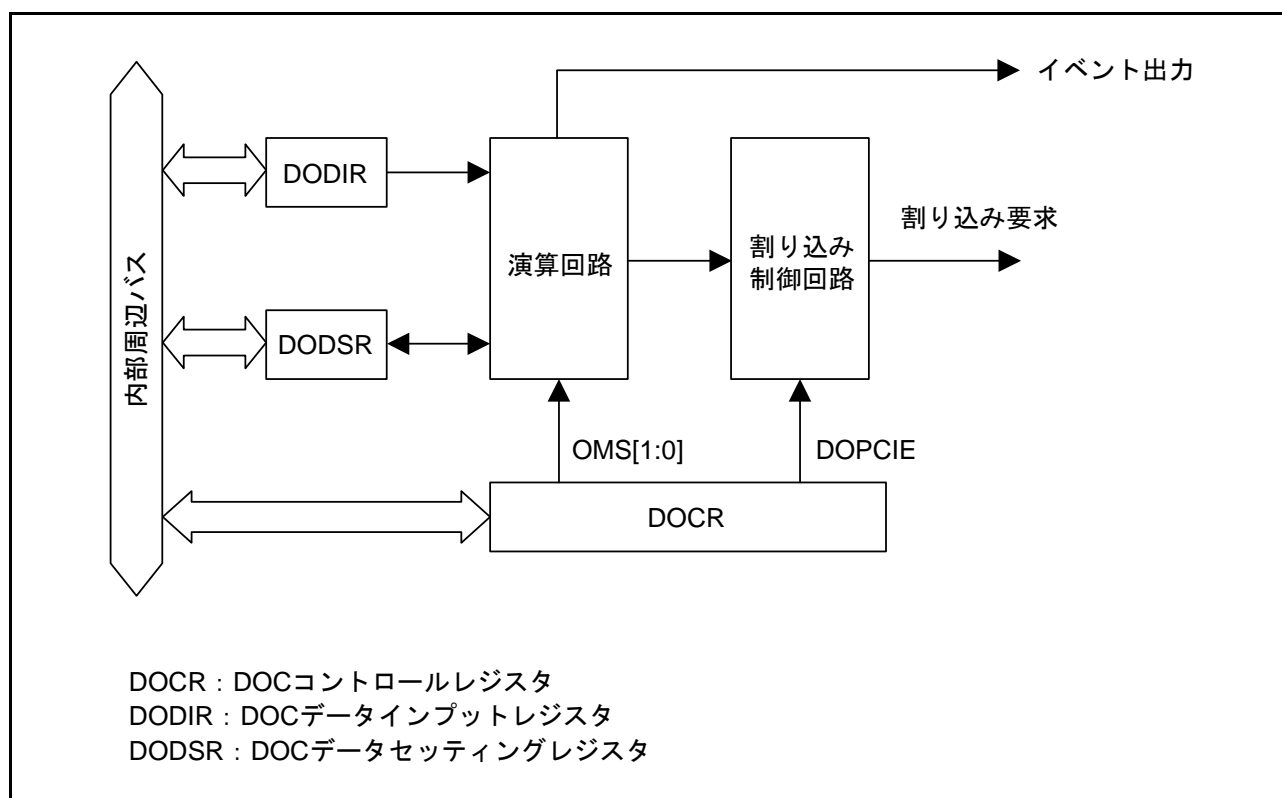 イベント出力
DODIR
割り込み要求
演算回路
割り込み
制御回路
内部周辺バス
DODSR
OMS[1:0]
DOPCIE
DOCR
DOCR：DOCコントロールレジスタ
DODIR：DOCデータインプットレジスタ
DODSR：DOCデータセッティングレジスタ